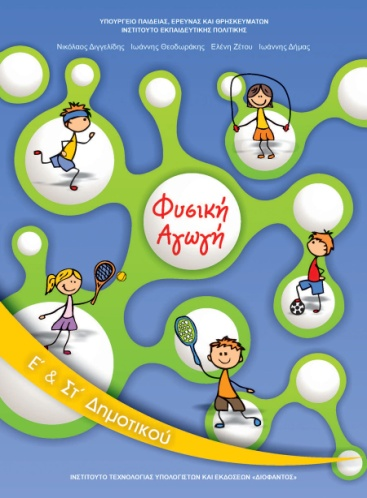 ΥΠΟΥΡΓΕΙΟ ΠΑΙΔΕΙΑΣ, ΕΡΕΥΝΑΣ ΚΑΙ ΘΡΗΣΚΕΥΜΑΤΩΝ
ΙΝΣΤΙΤΟΥΤΟ ΕΚΠΑΙΔΕΥΤΙΚΗΣ ΠΟΛΙΤΙΚΗΣ
Νικόλαος Διγγελίδης Ιωάννης Θεοδωράκης Ελένη Ζέτου Ιωάννης Δήμας
Φυσική
Αγωγή
Ε΄ & Στ΄ Δημοτικού
ΙΝΣΤΙΤΟΥΤΟ ΤΕΧΝΟΛΟΓΙΑΣ ΥΠΟΛΟΓΙΣΤΩΝ ΚΑΙ ΕΚΔΟΣΕΩΝ «ΔΙΟΦΑΝΤΟΣ»